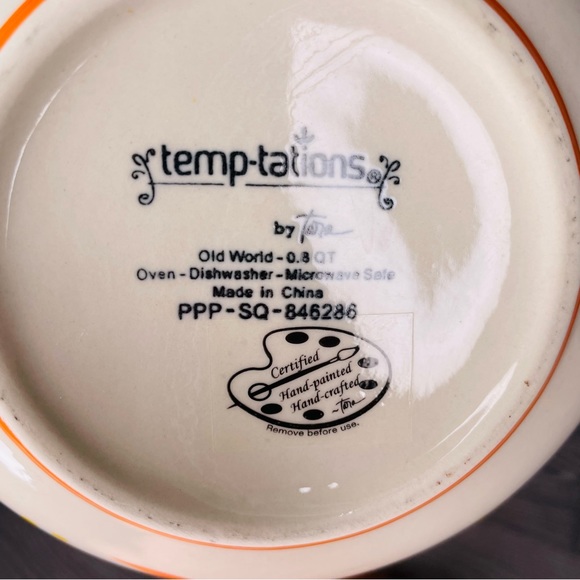 temp-tations®
by Tara
Old World - 0.8 QT
Oven - Dishwasher - Microwave Safe
Made in China
PPP-SQ-846286
Certified
Hand-painted
Hand-crafted
~Tara
Remove before use.